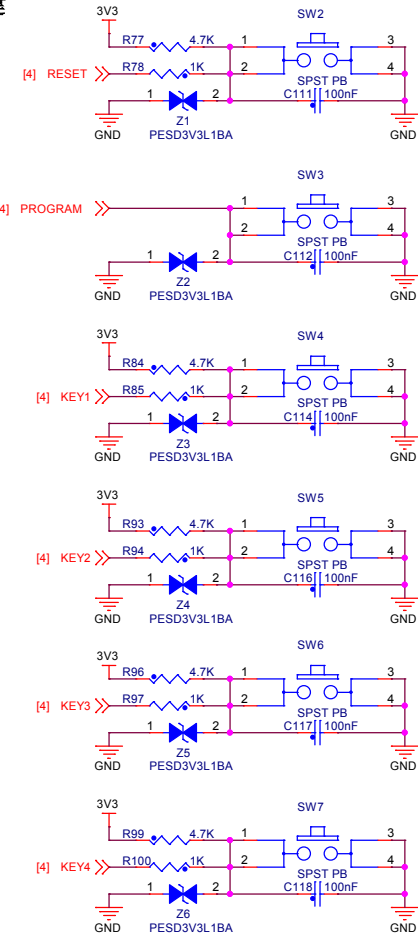 3V3
SW2
R77 4.7K 1 3
R78 1K 2 4
[4] RESET
1 2 C111 100nF
SPST PB
Z1
GND PESD3V3L1BA GND
SW3
4] PROGRAM 1 3
2 4
SPST PB
1 2 C112 100nF
Z2
GND PESD3V3L1BA GND
3V3
SW4
R84 4.7K 1 3
R85 1K 2 4
[4] KEY1
SPST PB
1 2 C114 100nF
Z3
GND PESD3V3L1BA GND
3V3
SW5
R93 4.7K 1 3
R94 1K 2 4
[4] KEY2
SPST PB
1 2 C116 100nF
Z4
GND PESD3V3L1BA GND
3V3
SW6
R96 4.7K 1 3
R97 1K 2 4
[4] KEY3
SPST PB
1 2 C117 100nF
Z5
GND PESD3V3L1BA GND
3V3
SW7
R99 4.7K 1 3
R100 1K 2 4
[4] KEY4
SPST PB
1 2 C118 100nF
Z6
GND PESD3V3L1BA GND